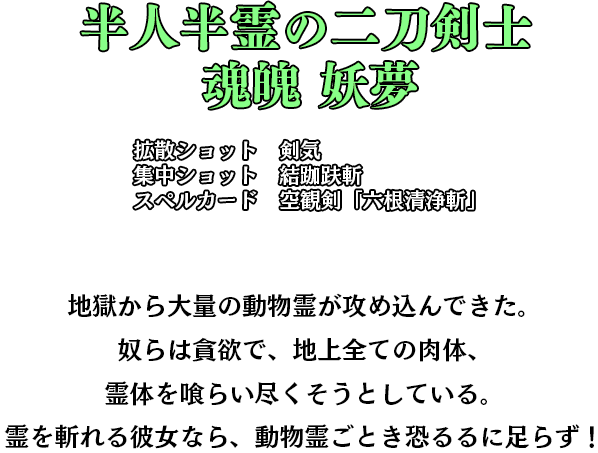 半人半霊の二刀剣士
魂魄 妖夢
拡散ショット　剣気
集中ショット　結跏趺斬
スペルカード　空観剣「六根清浄斬」
地獄から大量の動物霊が攻め込んできた。
奴らは貪欲で、地上全ての肉体、
霊体を喰らい尽くそうとしている。
霊を斬れる彼女なら、動物霊ごとき恐るるに足らず！